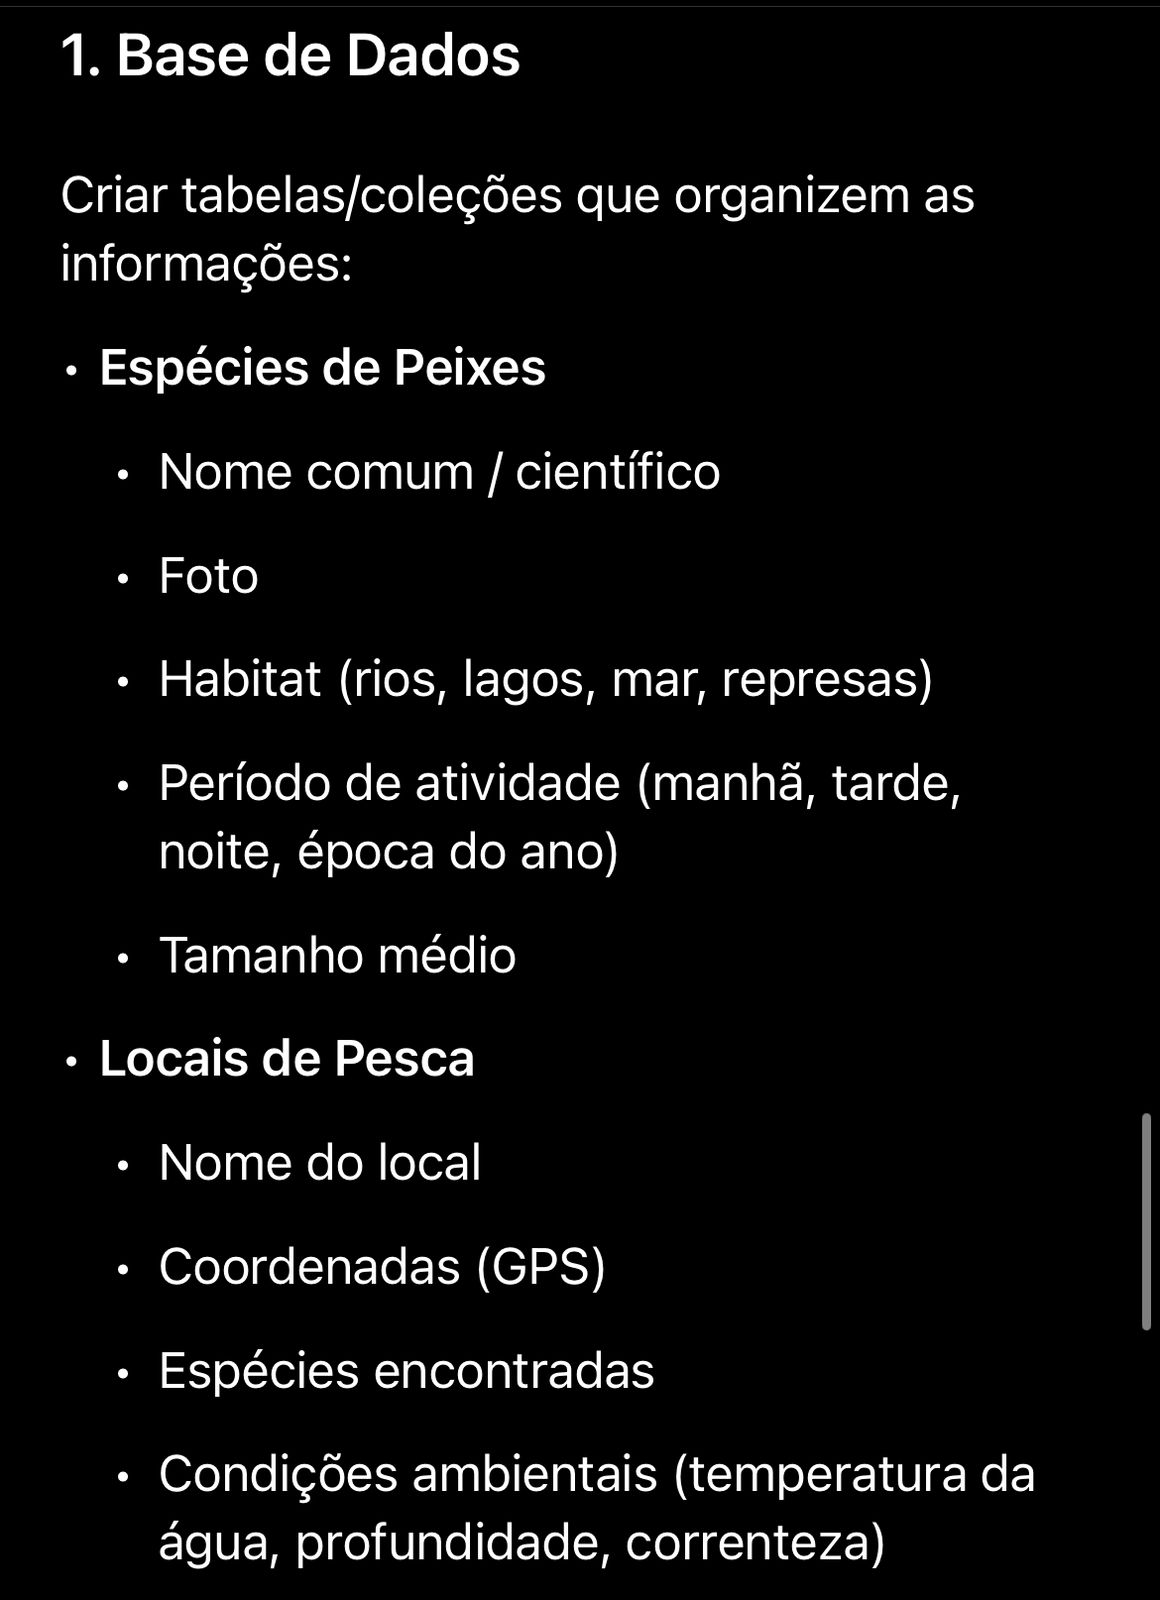 1. Base de Dados
Criar tabelas/coleções que organizem as
informações:
• Espécies de Peixes
• Nome comum / científico
• Foto
• Habitat (rios, lagos, mar, represas)
• Período de atividade (manhã, tarde,
noite, época do ano)
• Tamanho médio
• Locais de Pesca
• Nome do local
• Coordenadas (GPS)
• Espécies encontradas
• Condições ambientais (temperatura da
água, profundidade, correnteza)